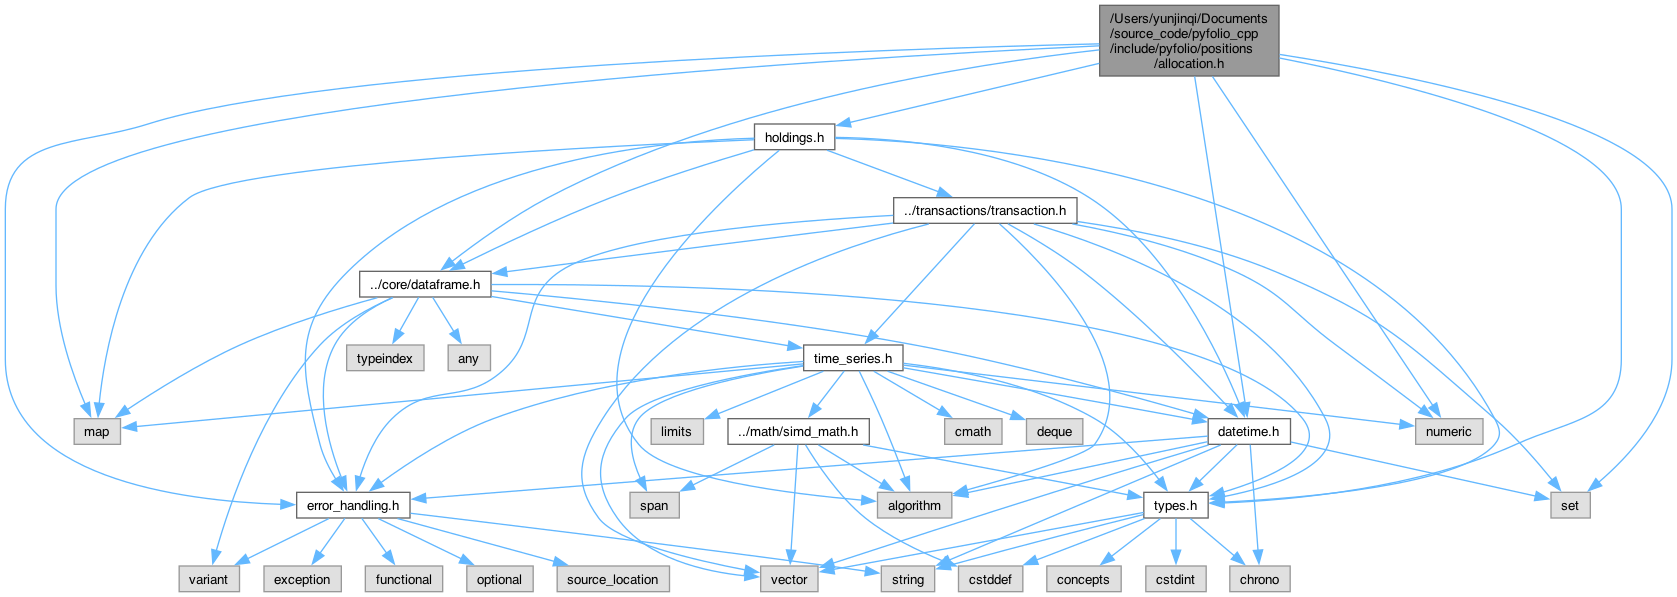 /Users/yunjinqi/Documents
/source_code/pyfolio_cpp
/include/pyfolio/positions
/allocation.h
holdings.h
../transactions/transaction.h
../core/dataframe.h
typeindex
any
time_series.h
map
limits
../math/simd_math.h
cmath
deque
datetime.h
numeric
error_handling.h
span
algorithm
types.h
set
variant
exception
functional
optional
source_location
vector
string
cstddef
concepts
cstdint
chrono